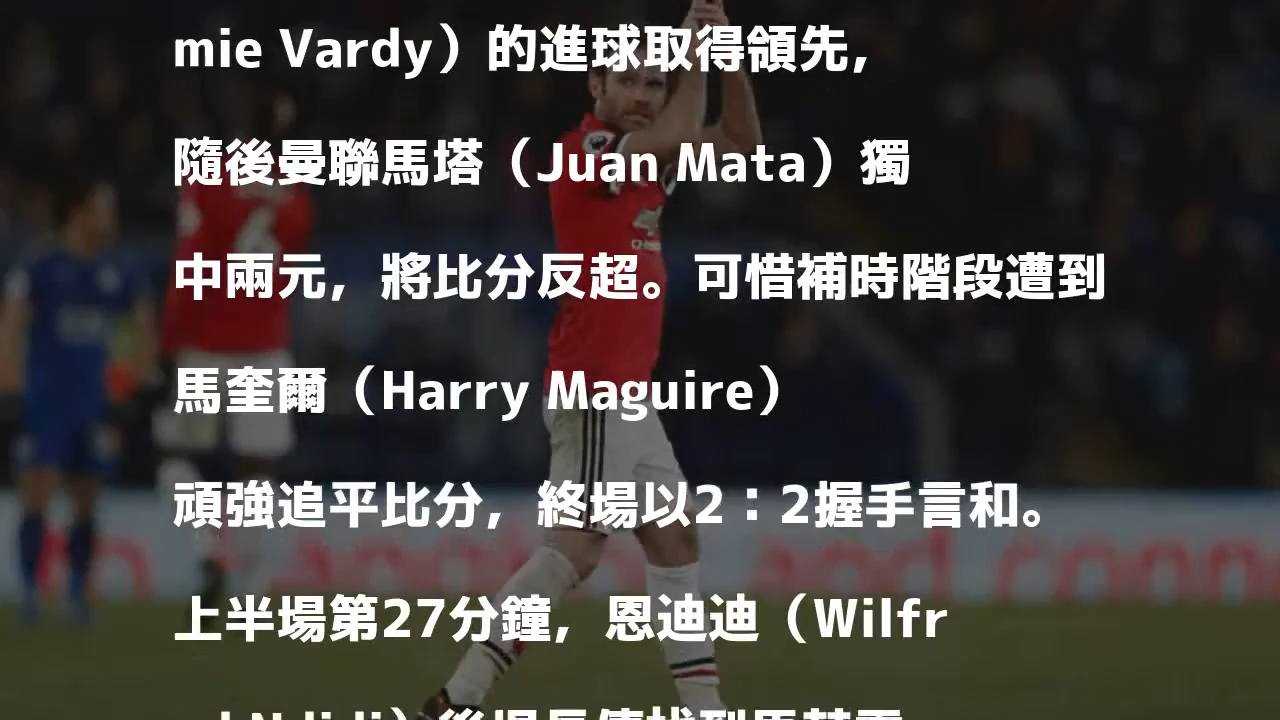 mie Vardy）的進球取得領先，
隨後曼聯馬塔（Juan Mata）獨
中兩元，將比分反超。可惜補時階段遭到
馬奎爾（Harry Maguire）
頑強追平比分，終場以2：2握手言和。
上半場第27分鐘，恩迪迪（Wilfr